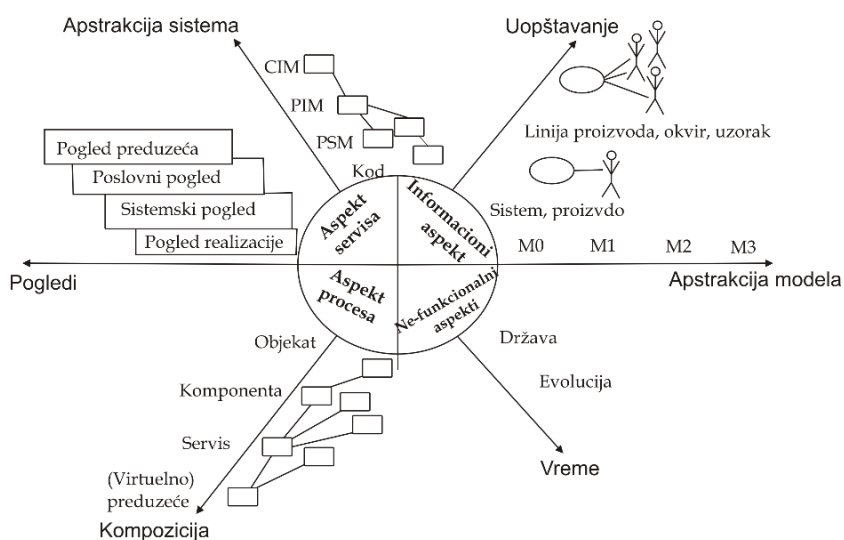 Apstrakcija sistema
Uopštavanje
CIM
PIM
PSM
Kod
Linija proizvoda, okvir, uzorak
Sistem, proizvdo
Pogled preduzeća
Poslovni pogled
Sistemski pogled
Pogled realizacije
Aspekt
servisa
Informacioni
aspekt
M0 M1 M2 M3
Pogledi
Apstrakcija modela
Aspekt
procesa
Ne-funkcionalni
aspekti
Objekat
Komponenta
Servis
(Virtuelno)
preduzeće
Kompozicija
Država
Evolucija
Vreme